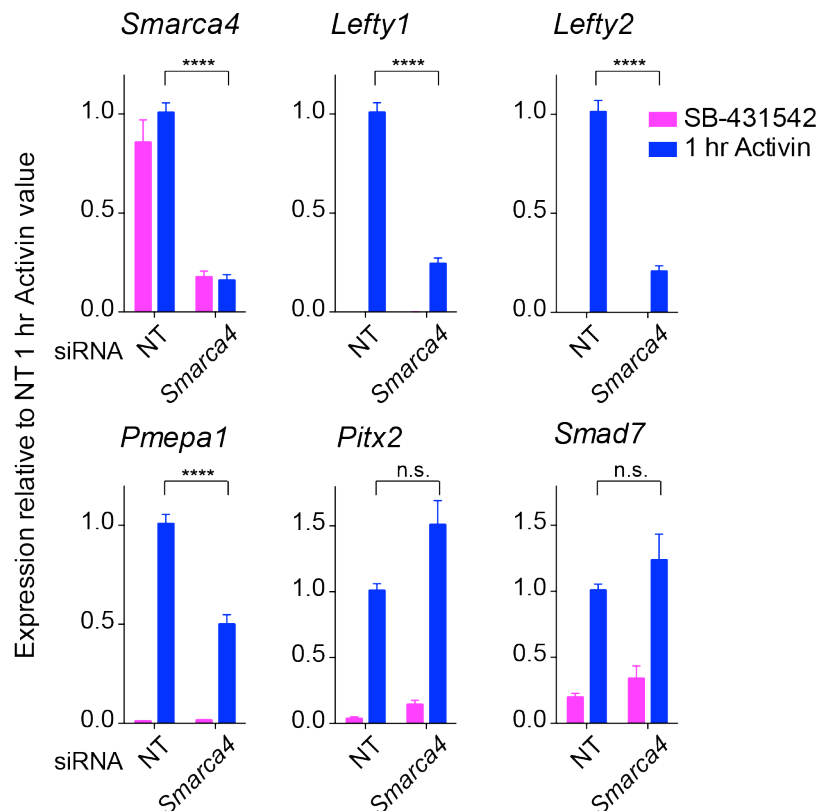 Smarca4 Lefty1 Lefty2
**** **** ****
SB-431542
1 hr Activin
1.0 1.0 1.0
0.5 0.5 0.5
0.0 0.0 0.0
siRNA NT Smarca4 NT Smarca4 NT Smarca4
Expression relative to NT 1 hr Activin value
Pmepa1 Pitx2 Smad7
**** n.s. n.s.
1.0 1.5 1.5
0.5 1.0 1.0
0.0 0.5 0.5
0.0 0.0
siRNA NT Smarca4 NT Smarca4 NT Smarca4